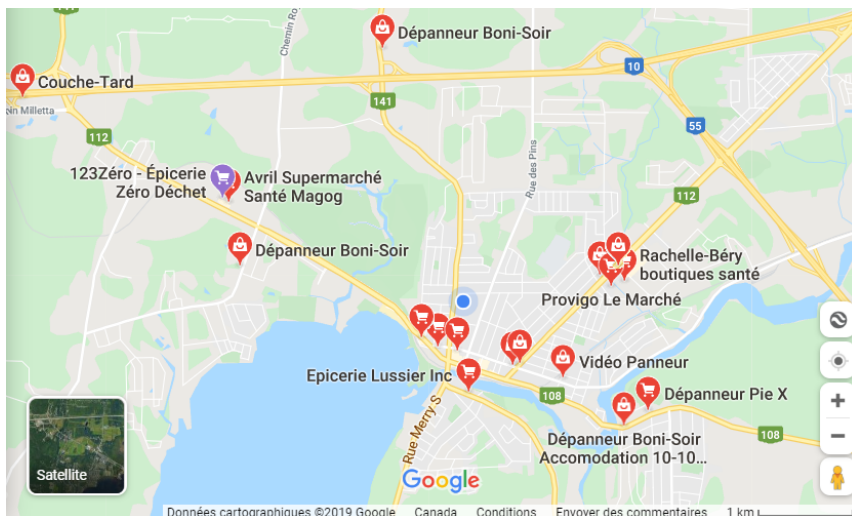 Dépanneur Boni-Soir
Chemin Roy
10
Couche-Tard
141
Milletta
55
112
123Zéro - Épicerie
Zéro Déchet
Avril Supermarché
Santé Magog
Rue des Pins
112
Dépanneur Boni-Soir
Rachelle-Béry
boutiques santé
Provigo Le Marché
Vidéo Panneur
Epicerie Lussier Inc
Dépanneur Pie X
108
Rue Merry S
Dépanneur Boni-Soir
Accomodation 10-10...
108
Satellite
Google
Données cartographiques ©2019 Google Canada Conditions Envoyer des commentaires 1 km